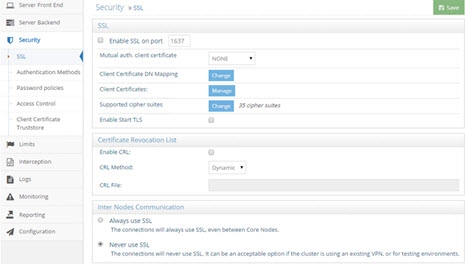 Server Front End
Server Backend
Security
SSL
Authentication Methods
Password policies
Access Control
Client Certificate
Truststore
Limits
Interception
Logs
Monitoring
Reporting
Configuration
Security > SSL
Save
SSL
Enable SSL on port 1637
Mutual auth. client certificate NONE
Client Certificate DN Mapping Change
Client Certificates: Manage
Supported cipher suites Change 35 cipher suites
Enable Start TLS
Certificate Revocation List
Enable CRL:
CRL Method: Dynamic
CRL File:
Inter Nodes Communication
Always use SSL
The connections will always use SSL, even between Core Nodes.
Never use SSL
The connections will never use SSL. It can be an acceptable option if the cluster is using an existing VPN, or for testing environments.